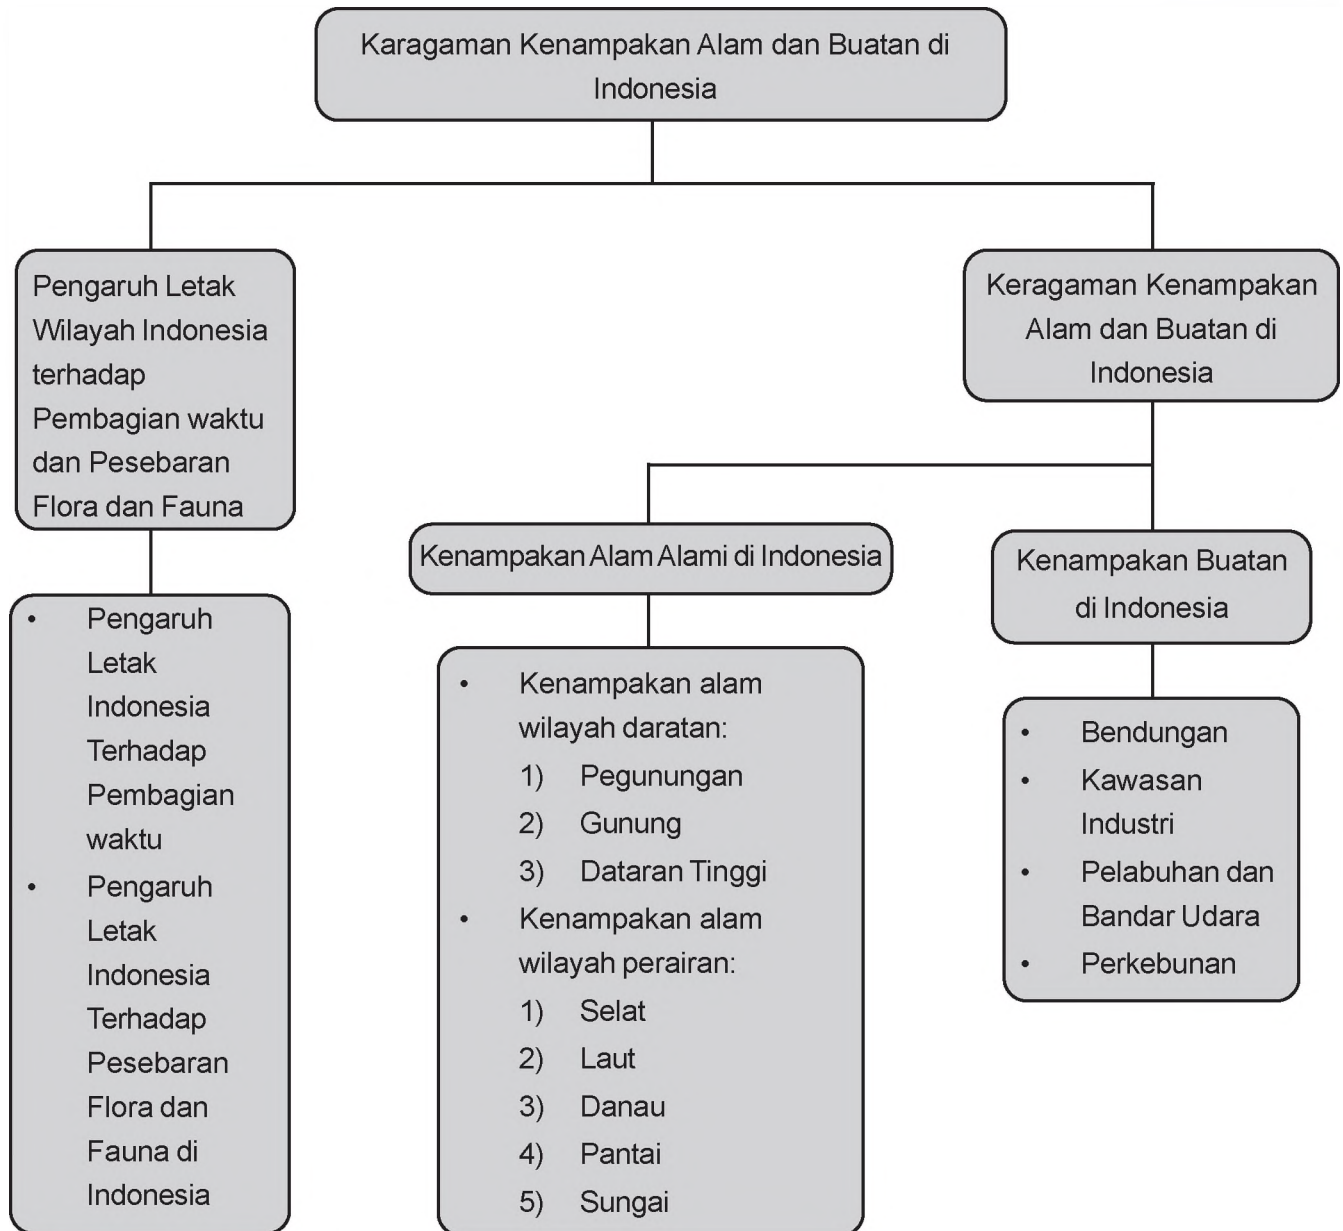 Karagaman Kenampakan Alam dan Buatan di
Indonesia
Pengaruh Letak
Wilayah Indonesia
terhadap
Pembagian waktu
dan Pesebaran
Flora dan Fauna
• Pengaruh
Letak
Indonesia
Terhadap
Pembagian
waktu
• Pengaruh
Letak
Indonesia
Terhadap
Pesebaran
Flora dan
Fauna di
Indonesia
Keragaman Kenampakan
Alam dan Buatan di
Indonesia
Kenampakan Alam Alami di Indonesia
• Kenampakan alam
wilayah daratan:
1) Pegunungan
2) Gunung
3) Dataran Tinggi
• Kenampakan alam
wilayah perairan:
1) Selat
2) Laut
3) Danau
4) Pantai
5) Sungai
Kenampakan Buatan
di Indonesia
• Bendungan
• Kawasan
Industri
• Pelabuhan dan
Bandar Udara
• Perkebunan